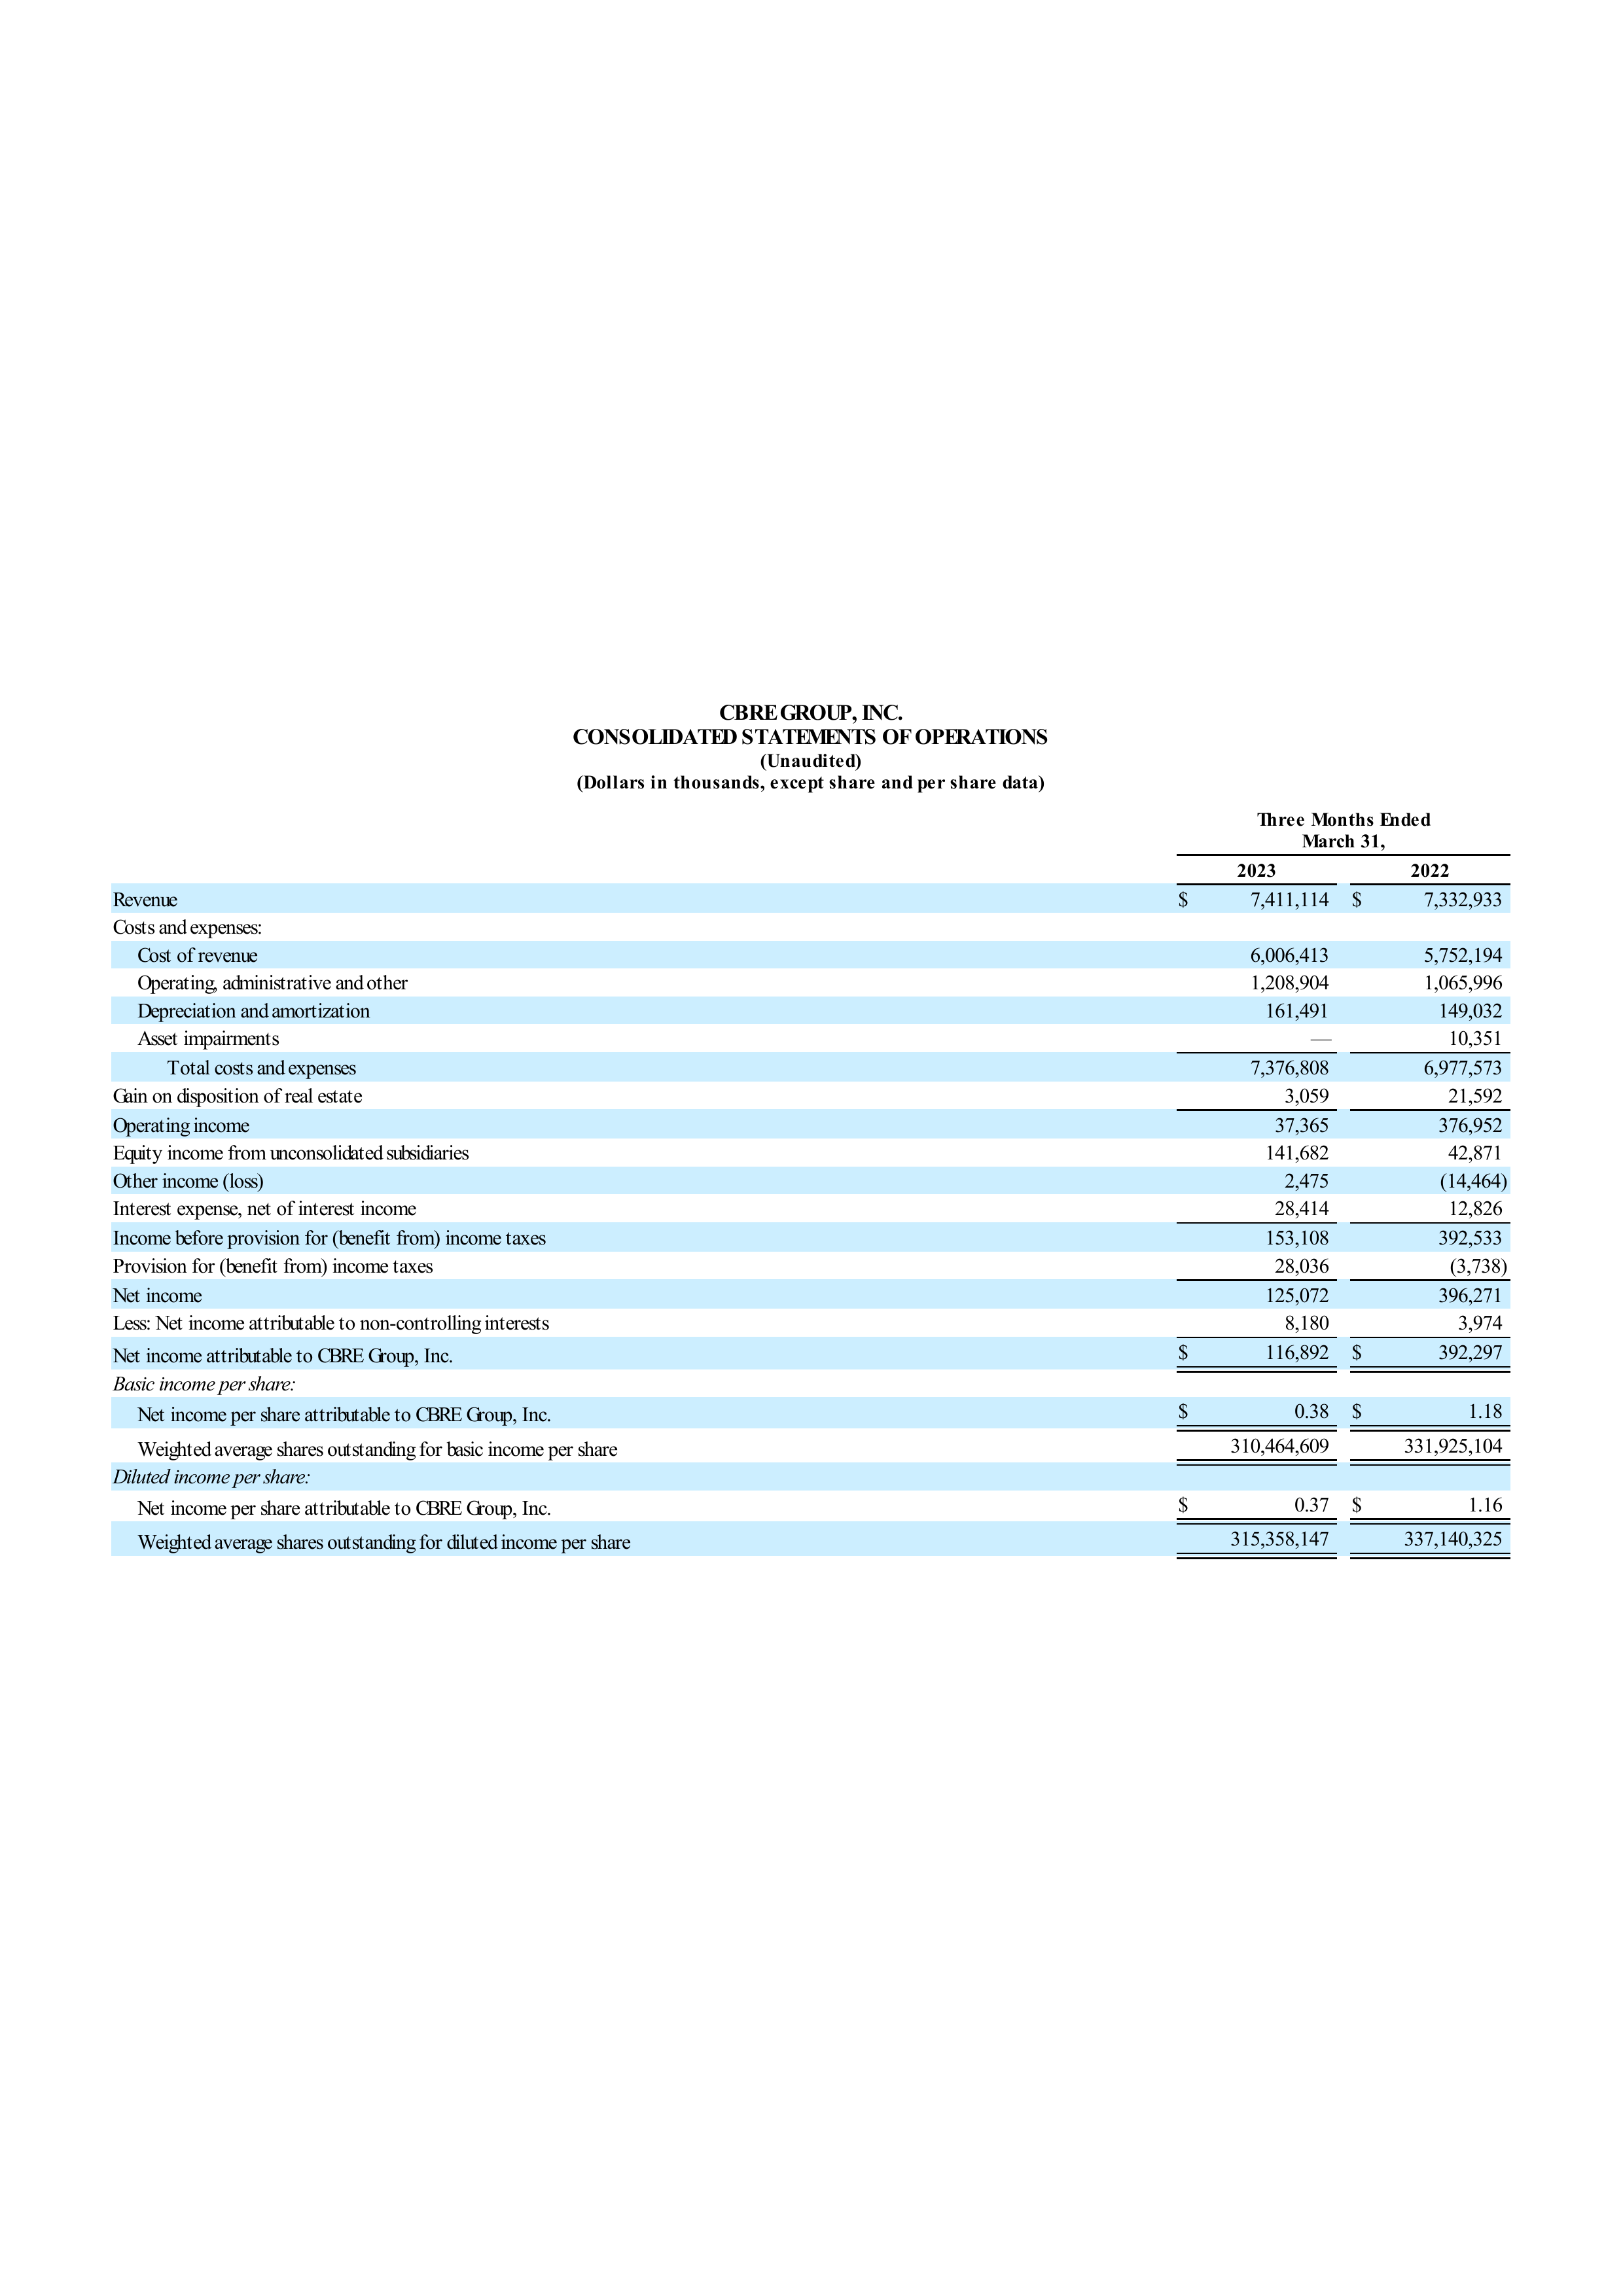 CBRE GROUP, INC.
CONSOLIDATED STATEMENTS OF OPERATIONS
(Unaudited)
(Dollars in thousands, except share and per share data)
Three Months Ended
March 31,
2023 2022
Revenue $ 7,411,114 $ 7,332,933
Costs and expenses:
Cost of revenue 6,006,413 5,752,194
Operating, administrative and other 1,208,904 1,065,996
Depreciation and amortization 161,491 149,032
Asset impairments — 10,351
Total costs and expenses 7,376,808 6,977,573
Gain on disposition of real estate 3,059 21,592
Operating income 37,365 376,952
Equity income from unconsolidated subsidiaries 141,682 42,871
Other income (loss) 2,475 (14,464)
Interest expense, net of interest income 28,414 12,826
Income before provision for (benefit from) income taxes 153,108 392,533
Provision for (benefit from) income taxes 28,036 (3,738)
Net income 125,072 396,271
Less: Net income attributable to non-controlling interests 8,180 3,974
Net income attributable to CBRE Group, Inc. $ 116,892 $ 392,297
Basic income per share:
Net income per share attributable to CBRE Group, Inc. $ 0.38 $ 1.18
Weighted average shares outstanding for basic income per share 310,464,609 331,925,104
Diluted income per share:
Net income per share attributable to CBRE Group, Inc. $ 0.37 $ 1.16
Weighted average shares outstanding for diluted income per share 315,358,147 337,140,325